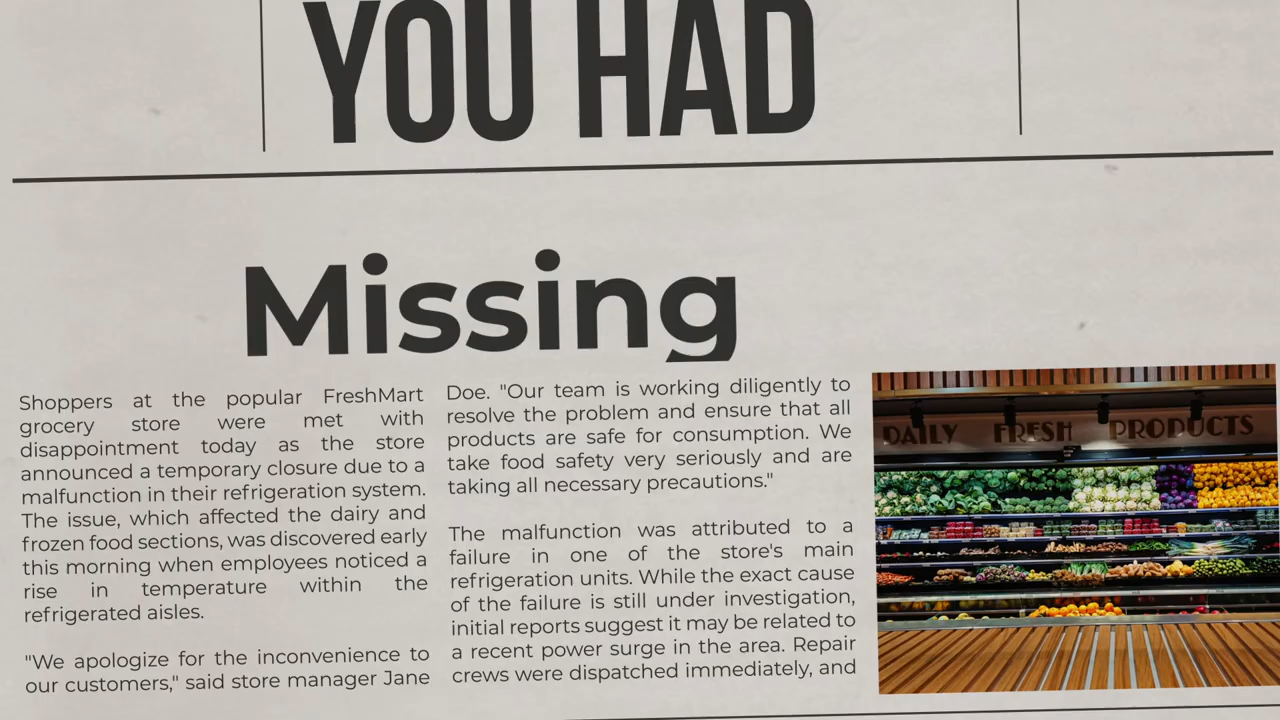 YOU HAD
Missing
Shoppers at the popular FreshMart
grocery store were met with
disappointment today as the store
announced a temporary closure due to a
malfunction in their refrigeration system.
The issue, which affected the dairy and
frozen food sections, was discovered early
this morning when employees noticed a
rise in temperature within the
refrigerated aisles.
"We apologize for the inconvenience to
our customers," said store manager Jane
Doe. "Our team is working diligently to
resolve the problem and ensure that all
products are safe for consumption. We
take food safety very seriously and are
taking all necessary precautions."
The malfunction was attributed to a
failure in one of the store's main
refrigeration units. While the exact cause
of the failure is still under investigation,
initial reports suggest it may be related to
a recent power surge in the area. Repair
crews were dispatched immediately, and
DAILY FRESH PRODUCTS